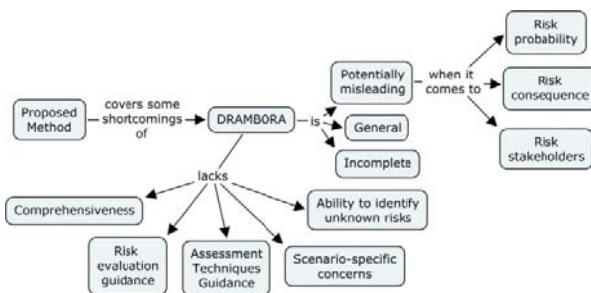 Risk
probability
Potentially
misleading
when it
comes to
Risk
consequence
Proposed
Method
covers some
shortcomings
of
DRAMBORA
is
General
Risk
stakeholders
Incomplete
lacks
Comprehensiveness
Ability to identify
unknown risks
Risk
evaluation
guidance
Assessment
Techniques
Guidance
Scenario-specific
concerns